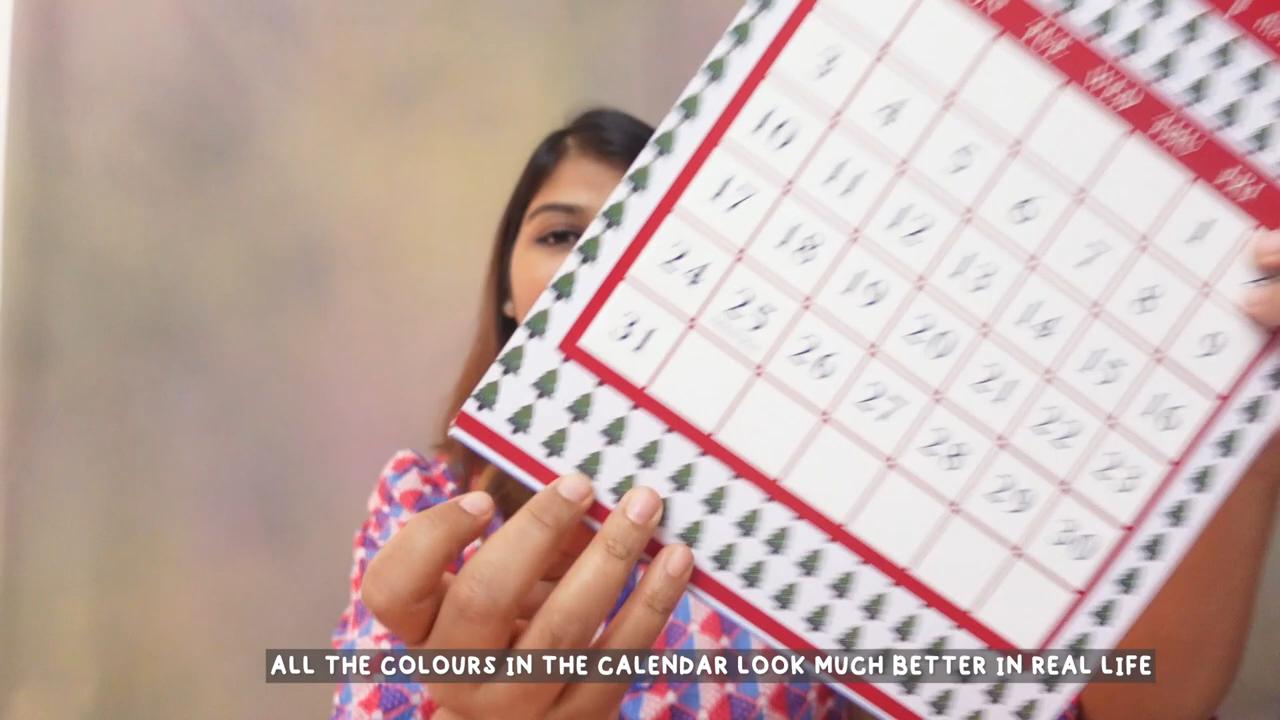 1 2
3 4 5 6 7 8 9
10 11 12 13 14 15 16
17 18 19 20 21 22 23
24 25 26 27 28 29 30
31
ALL THE COLOURS IN THE CALENDAR LOOK MUCH BETTER IN REAL LIFE